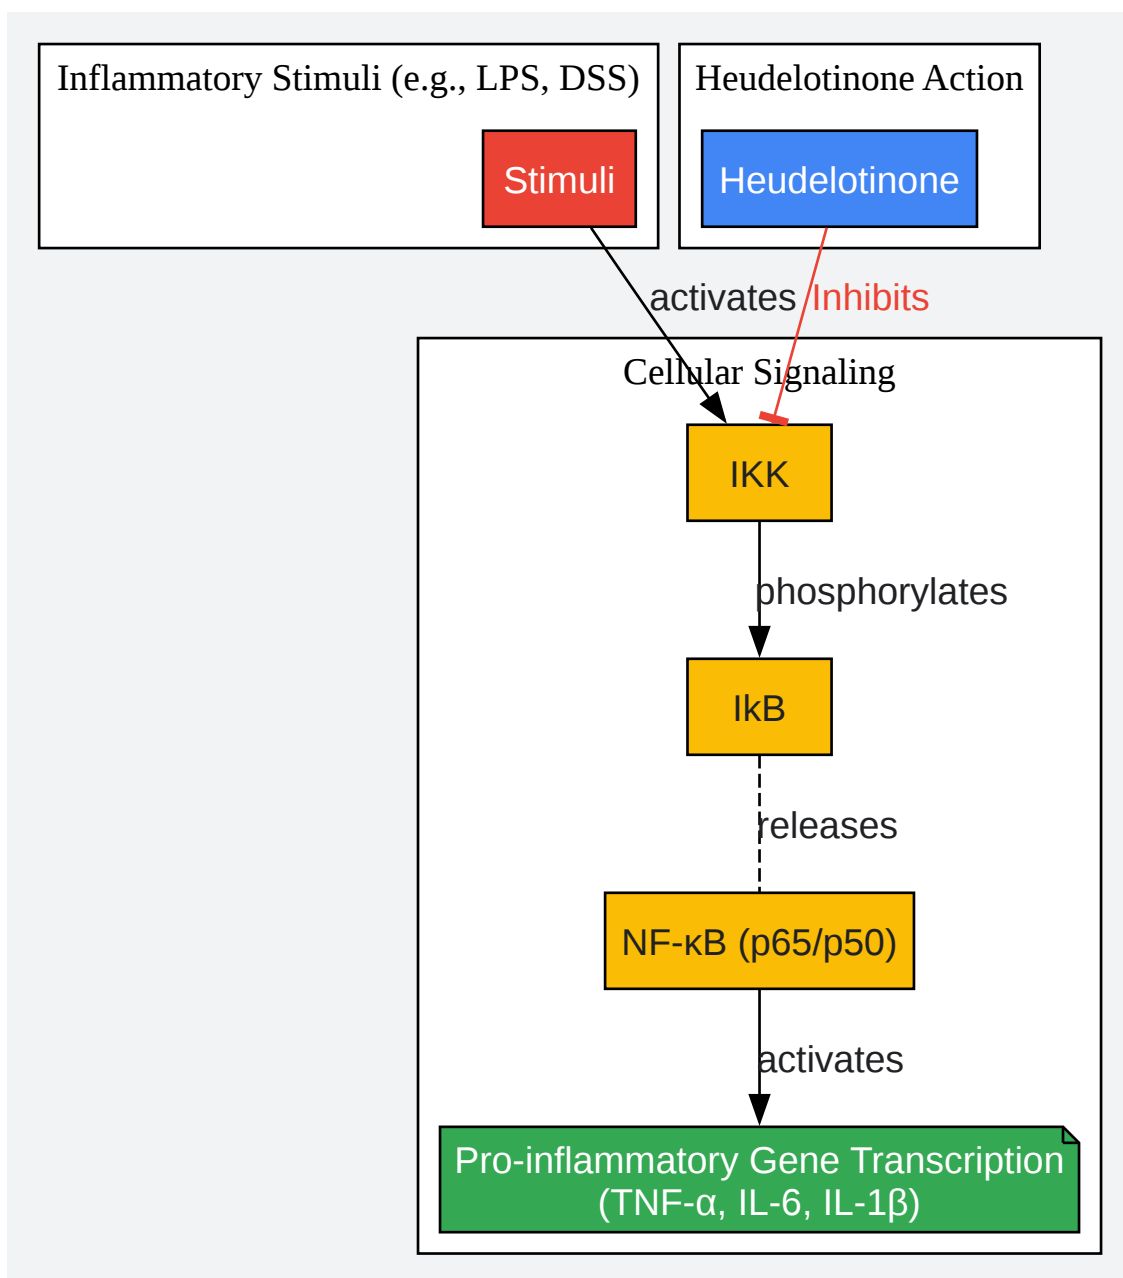 Inflammatory Stimuli (e.g., LPS, DSS)
Heudelotinone Action
Stimuli
Heudelotinone
activates
Inhibits
Cellular Signaling
IKK
phosphorylates
IkB
releases
NF-κB (p65/p50)
activates
Pro-inflammatory Gene Transcription
(TNF-α, IL-6, IL-1β)